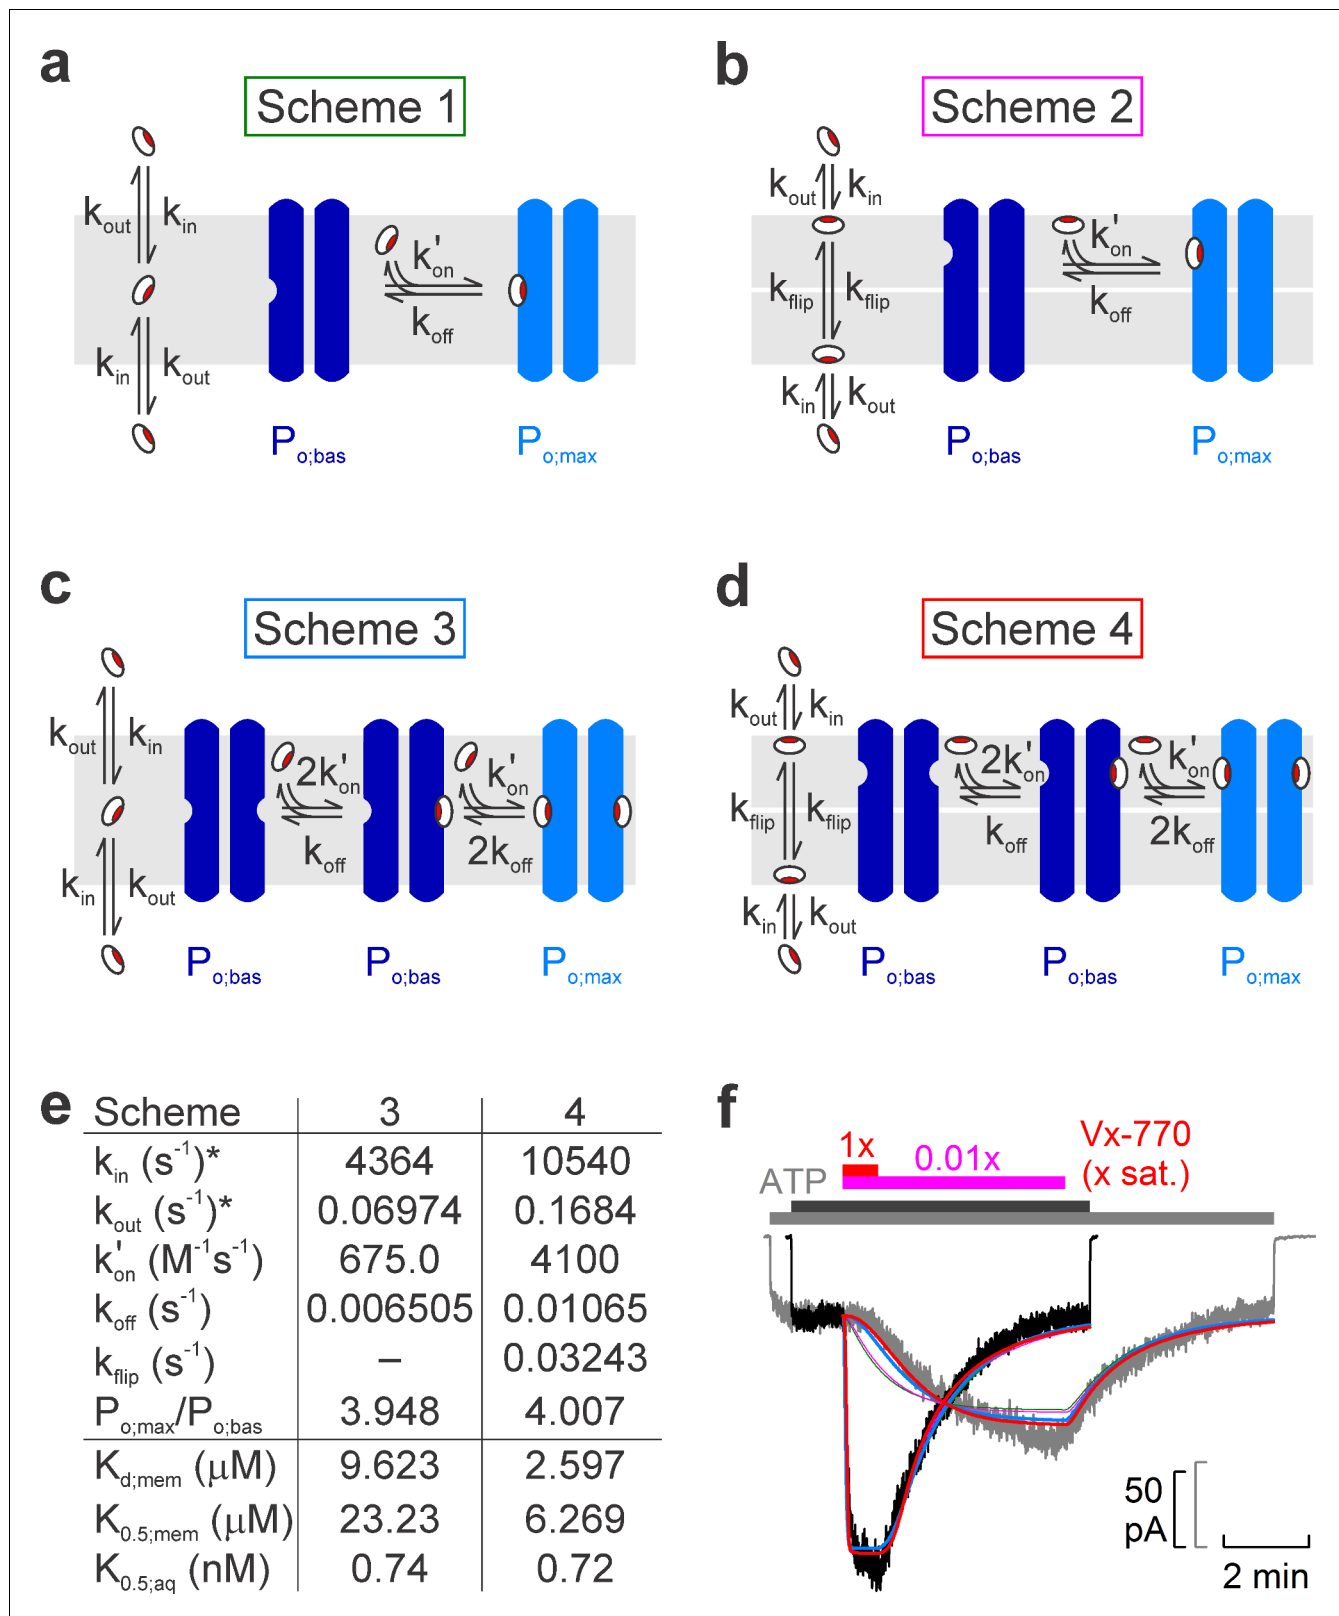 a
Scheme 1
k_out k_in
k'_on
k_off
k_in k_out
P_o;bas P_o;max
b
Scheme 2
k_out k_in
k'_on
k_flip k_flip
k_off
k_in k_out
P_o;bas P_o;max
c
Scheme 3
k_out k_in
2k'_on k'_on
k_off 2k_off
k_in k_out
P_o;bas P_o;bas P_o;max
d
Scheme 4
k_out k_in
2k'_on k'_on
k_flip k_flip
k_off 2k_off
k_in k_out
P_o;bas P_o;bas P_o;max
e
Scheme 3 4
k_in (s⁻¹)* 4364 10540
k_out (s⁻¹)* 0.06974 0.1684
k'_on (M⁻¹s⁻¹) 675.0 4100
k_off (s⁻¹) 0.006505 0.01065
k_flip (s⁻¹) – 0.03243
P_o;max/P_o;bas 3.948 4.007
K_d;mem (μM) 9.623 2.597
K_0.5;mem (μM) 23.23 6.269
K_0.5;aq (nM) 0.74 0.72
f
1x
0.01x
Vx-770
(x sat.)
ATP
50
pA
2 min